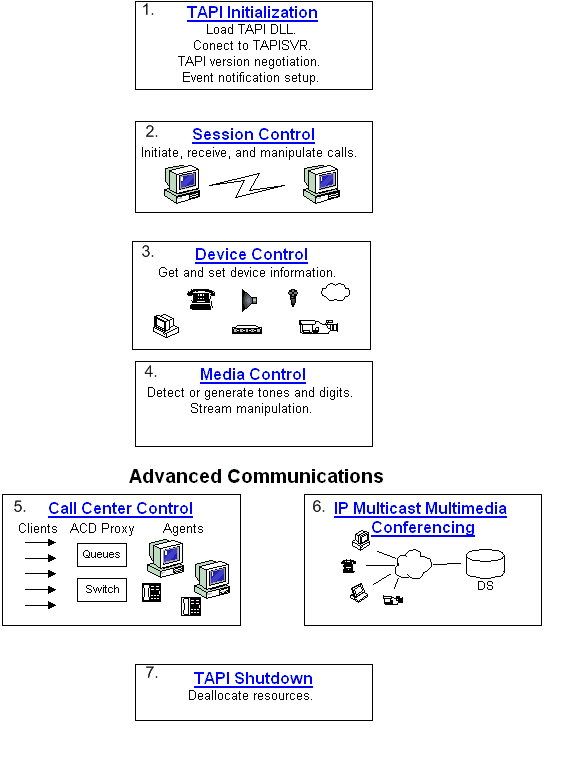 1. TAPI Initialization
Load TAPI DLL.
Conect to TAPISVR.
TAPI version negotiation.
Event notification setup.
2. Session Control
Initiate, receive, and manipulate calls.
3. Device Control
Get and set device information.
4. Media Control
Detect or generate tones and digits.
Stream manipulation.
Advanced Communications
5. Call Center Control
Clients ACD Proxy Agents
Queues
Switch
6. IP Multicast Multimedia
Conferencing
DS
7. TAPI Shutdown
Deallocate resources.